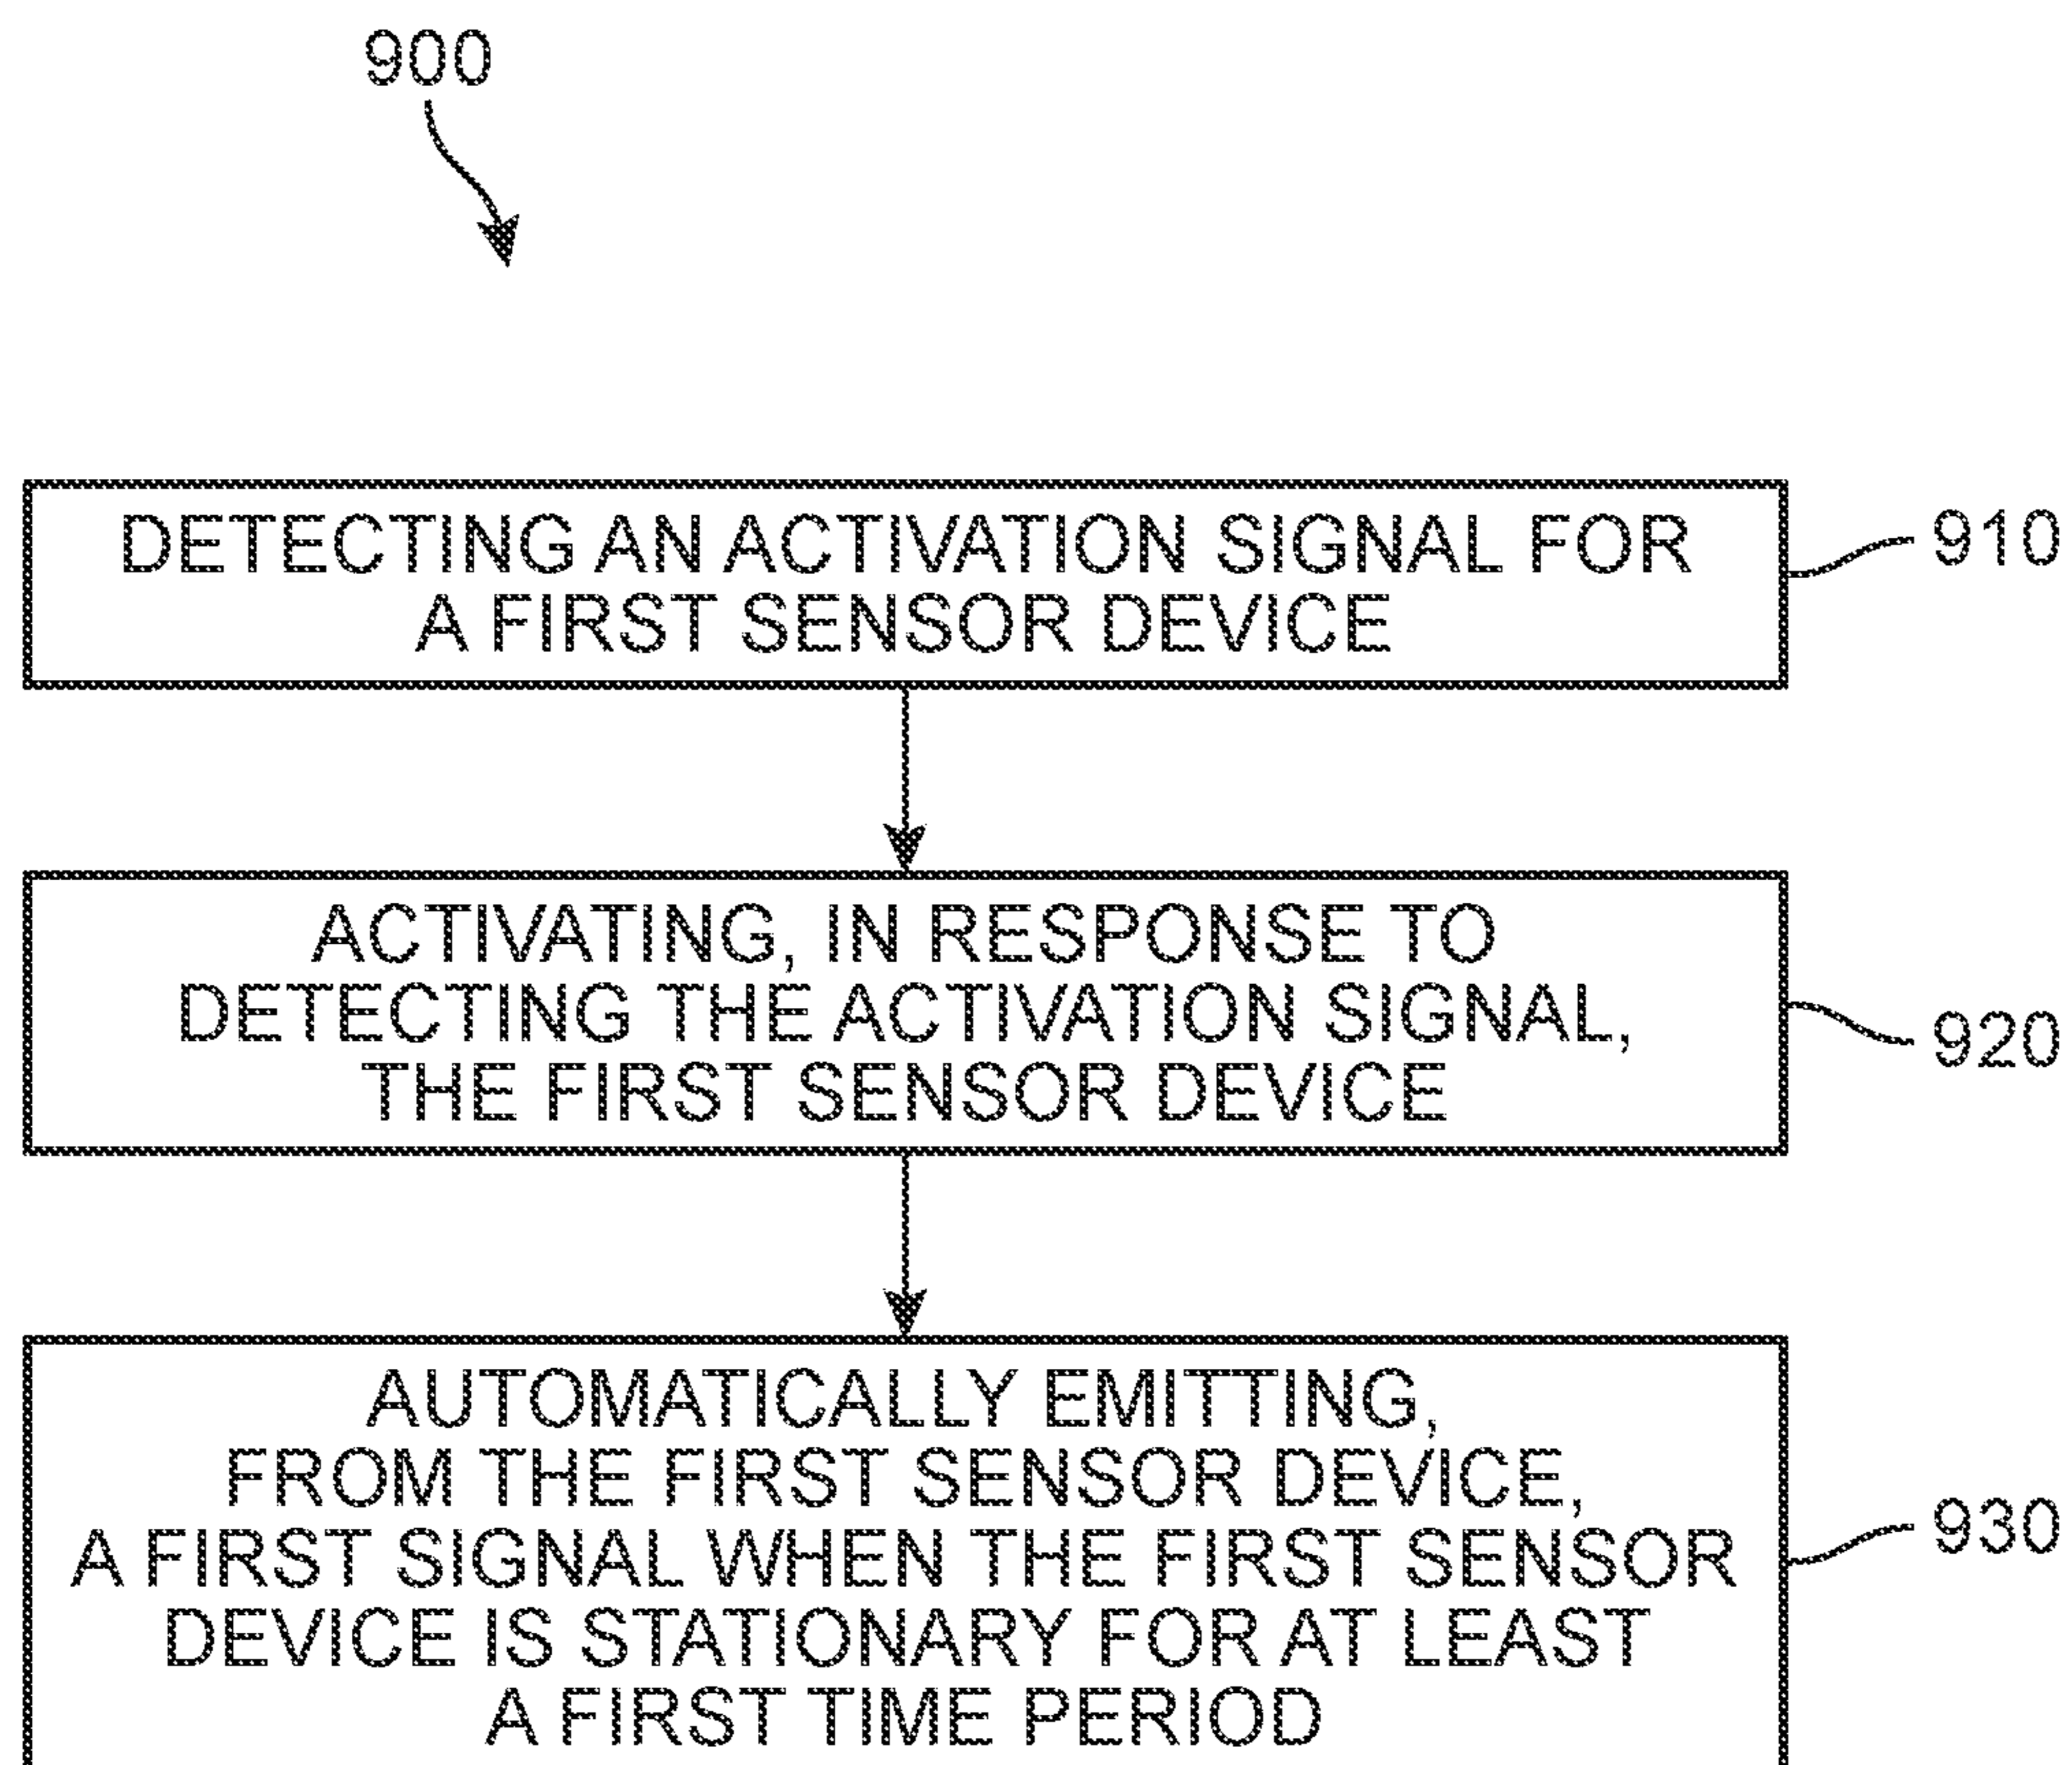 900
DETECTING AN ACTIVATION SIGNAL FOR
A FIRST SENSOR DEVICE
910
ACTIVATING, IN RESPONSE TO
DETECTING THE ACTIVATION SIGNAL,
THE FIRST SENSOR DEVICE
920
AUTOMATICALLY EMITTING,
FROM THE FIRST SENSOR DEVICE,
A FIRST SIGNAL WHEN THE FIRST SENSOR
DEVICE IS STATIONARY FOR AT LEAST
A FIRST TIME PERIOD
930